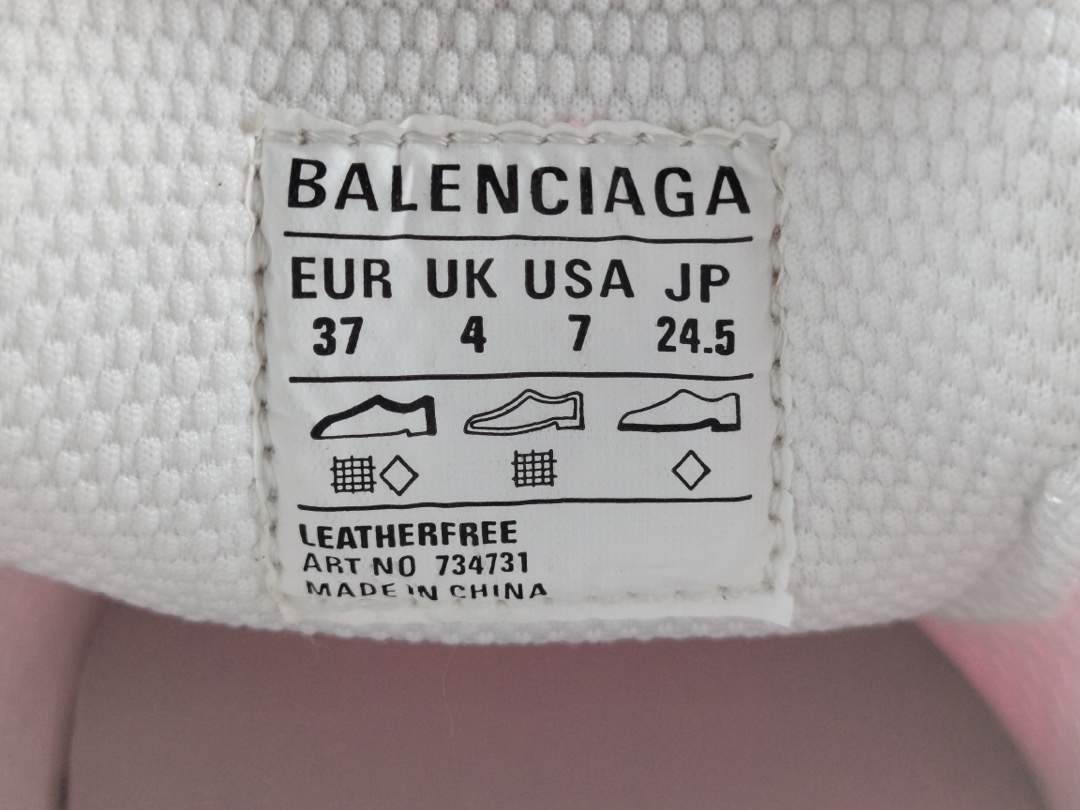 BALENCIAGA
EUR UK USA JP
37 4 7 24.5
LEATHERFREE
ART NO 734731
MADE IN CHINA